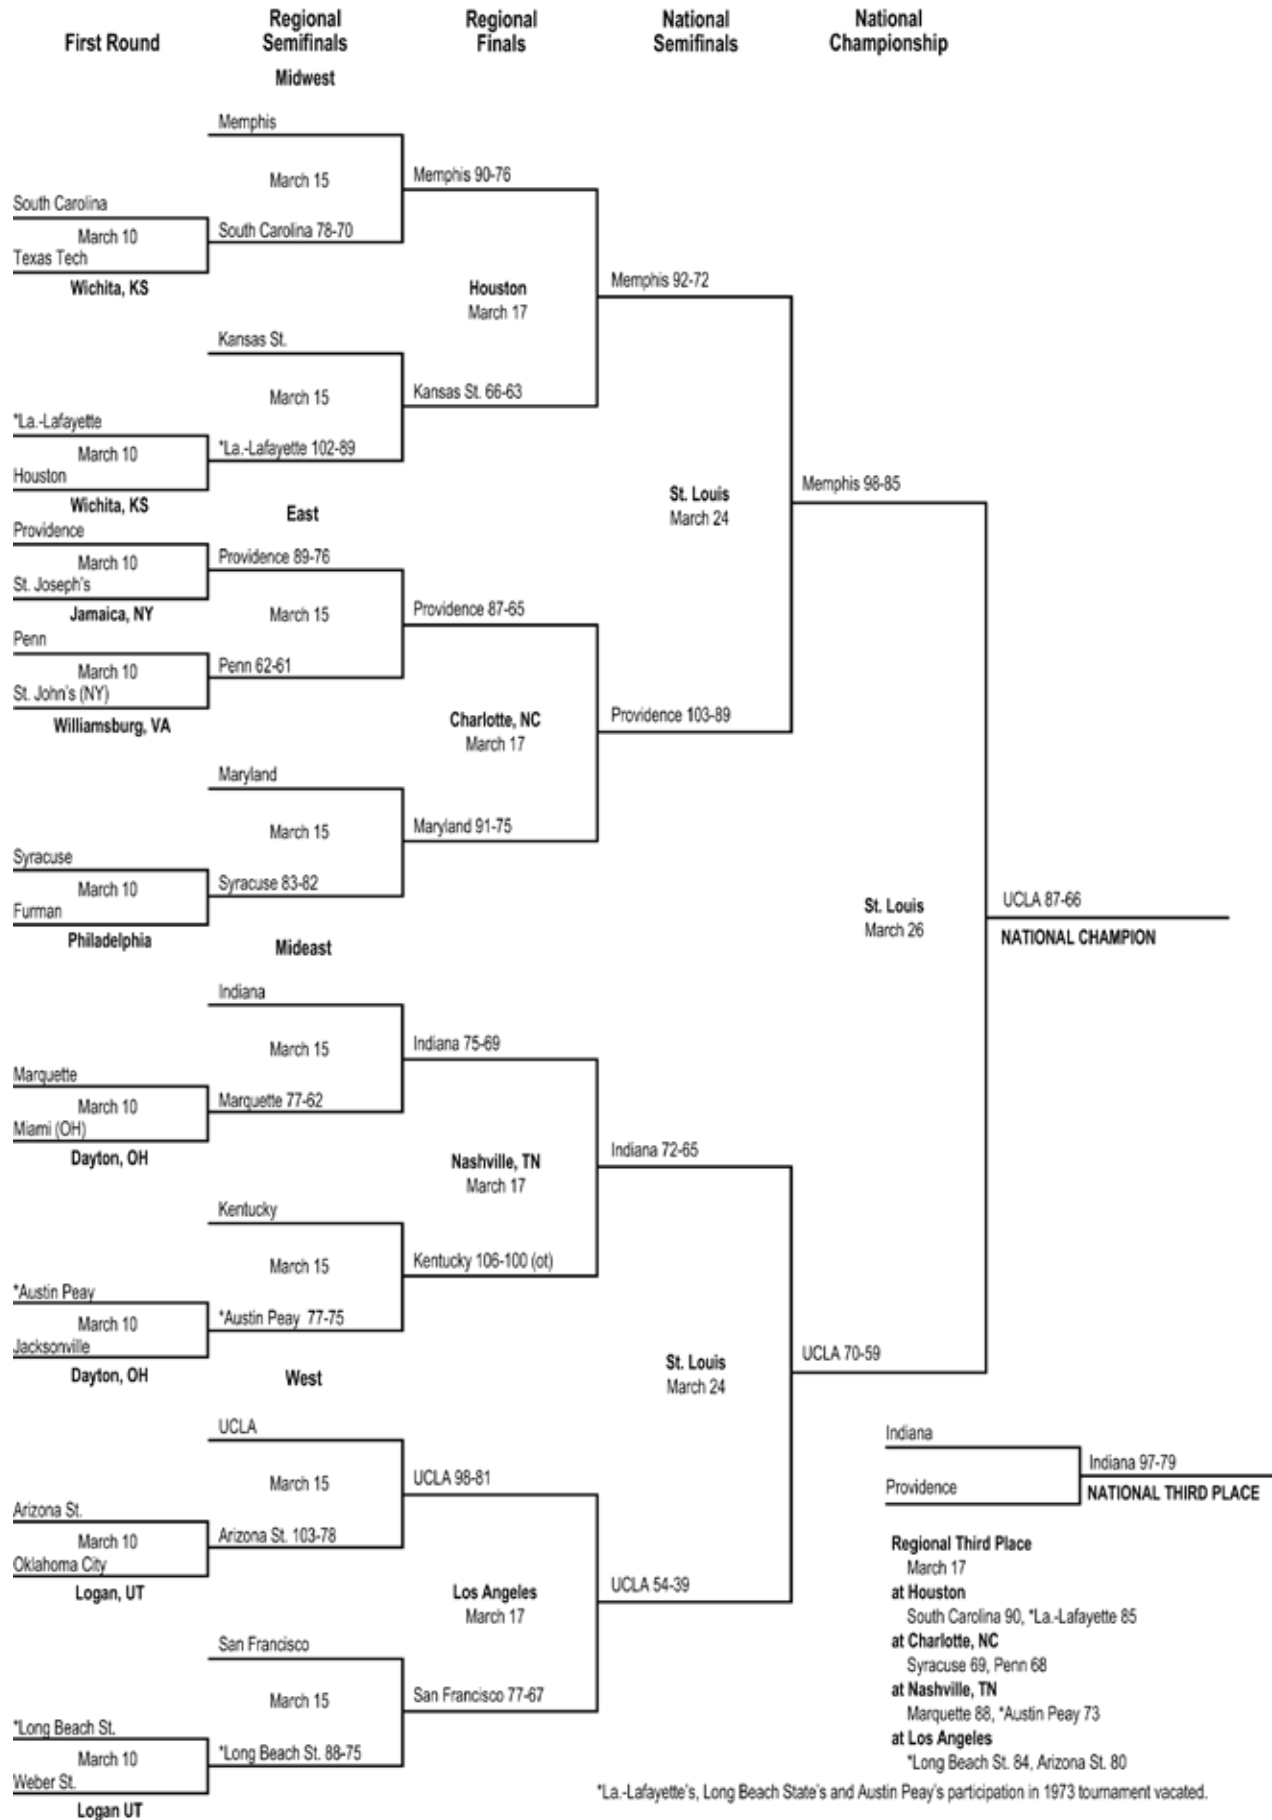 First Round
Regional
Semifinals
Regional
Finals
National
Semifinals
National
Championship
Midwest
Memphis
March 15
Memphis 90-76
South Carolina
March 10
South Carolina 78-70
Texas Tech
Wichita, KS
Houston
March 17
Memphis 92-72
Kansas St.
March 15
Kansas St. 66-63
*La.-Lafayette
March 10
*La.-Lafayette 102-89
Houston
Wichita, KS
St. Louis
March 24
Memphis 98-85
East
Providence
March 10
Providence 89-76
St. Joseph's
Jamaica, NY
March 15
Providence 87-65
Penn
March 10
Penn 62-61
St. John's (NY)
Williamsburg, VA
Charlotte, NC
March 17
Providence 103-89
Maryland
March 15
Maryland 91-75
Syracuse
March 10
Syracuse 83-82
Furman
Philadelphia
St. Louis
March 26
UCLA 87-66
NATIONAL CHAMPION
Mideast
Indiana
March 15
Indiana 75-69
Marquette
March 10
Marquette 77-62
Miami (OH)
Dayton, OH
Nashville, TN
March 17
Indiana 72-65
Kentucky
March 15
Kentucky 106-100 (ot)
*Austin Peay
March 10
*Austin Peay 77-75
Jacksonville
Dayton, OH
St. Louis
March 24
UCLA 70-59
West
UCLA
March 15
UCLA 98-81
Arizona St.
March 10
Arizona St. 103-78
Oklahoma City
Logan, UT
Los Angeles
March 17
UCLA 54-39
San Francisco
March 15
San Francisco 77-67
*Long Beach St.
March 10
*Long Beach St. 88-75
Weber St.
Logan UT
Indiana
Indiana 97-79
Providence
NATIONAL THIRD PLACE
Regional Third Place
March 17
at Houston
South Carolina 90, *La.-Lafayette 85
at Charlotte, NC
Syracuse 69, Penn 68
at Nashville, TN
Marquette 88, *Austin Peay 73
at Los Angeles
*Long Beach St. 84, Arizona St. 80
*La.-Lafayette's, Long Beach State's and Austin Peay's participation in 1973 tournament vacated.